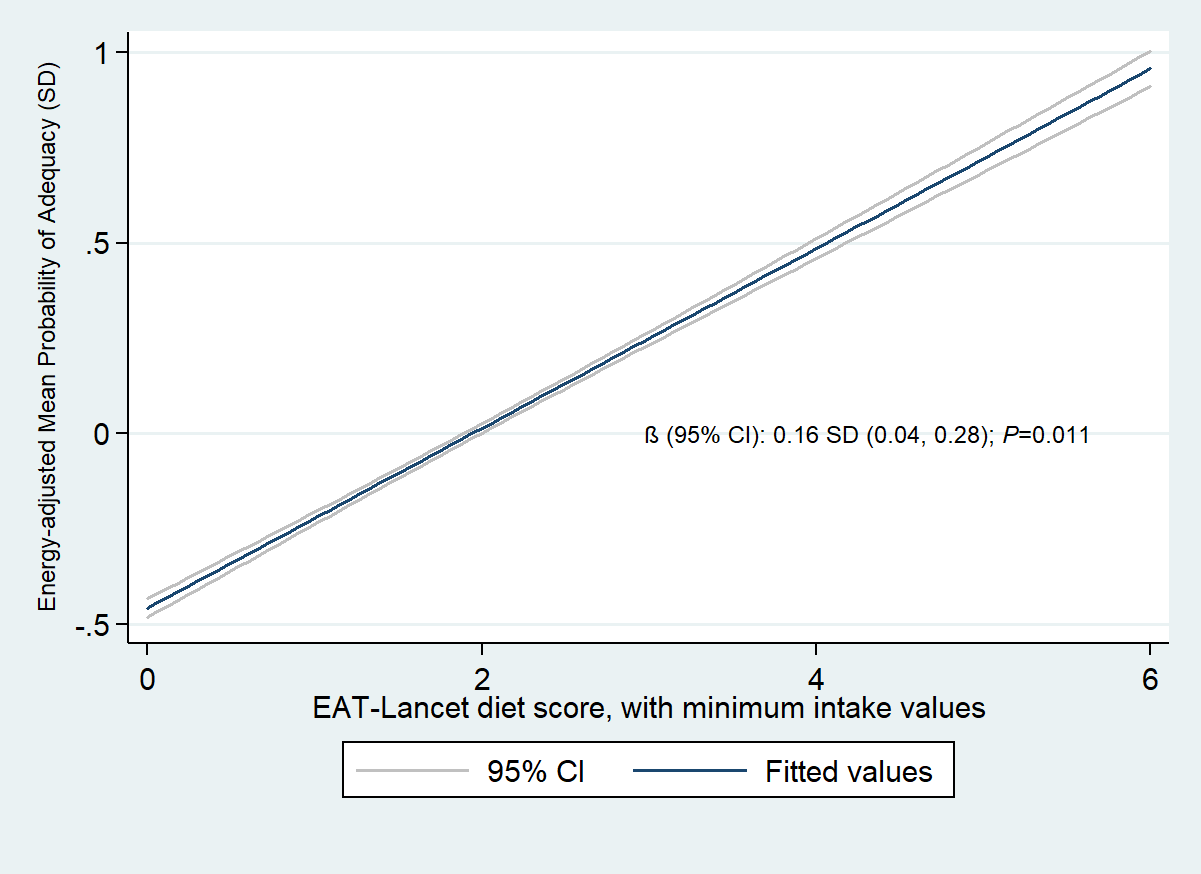 Energy-adjusted Mean Probability of Adequacy (SD)
1
.5
0
-.5
ß (95% CI): 0.16 SD (0.04, 0.28); P=0.011
0 2 4 6
EAT-Lancet diet score, with minimum intake values
95% CI Fitted values